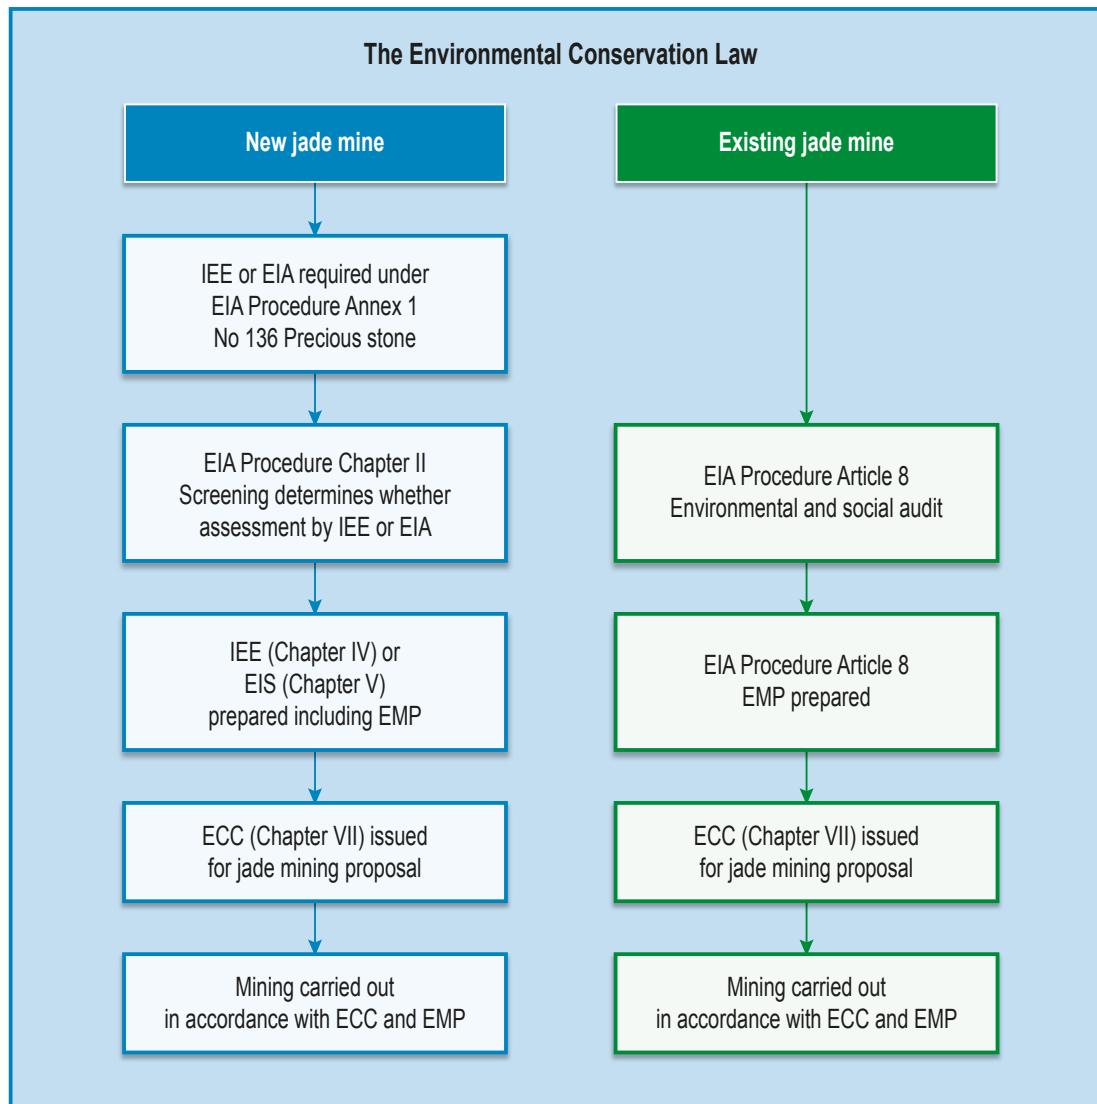 The Environmental Conservation Law
New jade mine
IEE or EIA required under
EIA Procedure Annex 1
No 136 Precious stone
EIA Procedure Chapter II
Screening determines whether
assessment by IEE or EIA
IEE (Chapter IV) or
EIS (Chapter V)
prepared including EMP
ECC (Chapter VII) issued
for jade mining proposal
Mining carried out
in accordance with ECC and EMP
Existing jade mine
EIA Procedure Article 8
Environmental and social audit
EIA Procedure Article 8
EMP prepared
ECC (Chapter VII) issued
for jade mining proposal
Mining carried out
in accordance with ECC and EMP